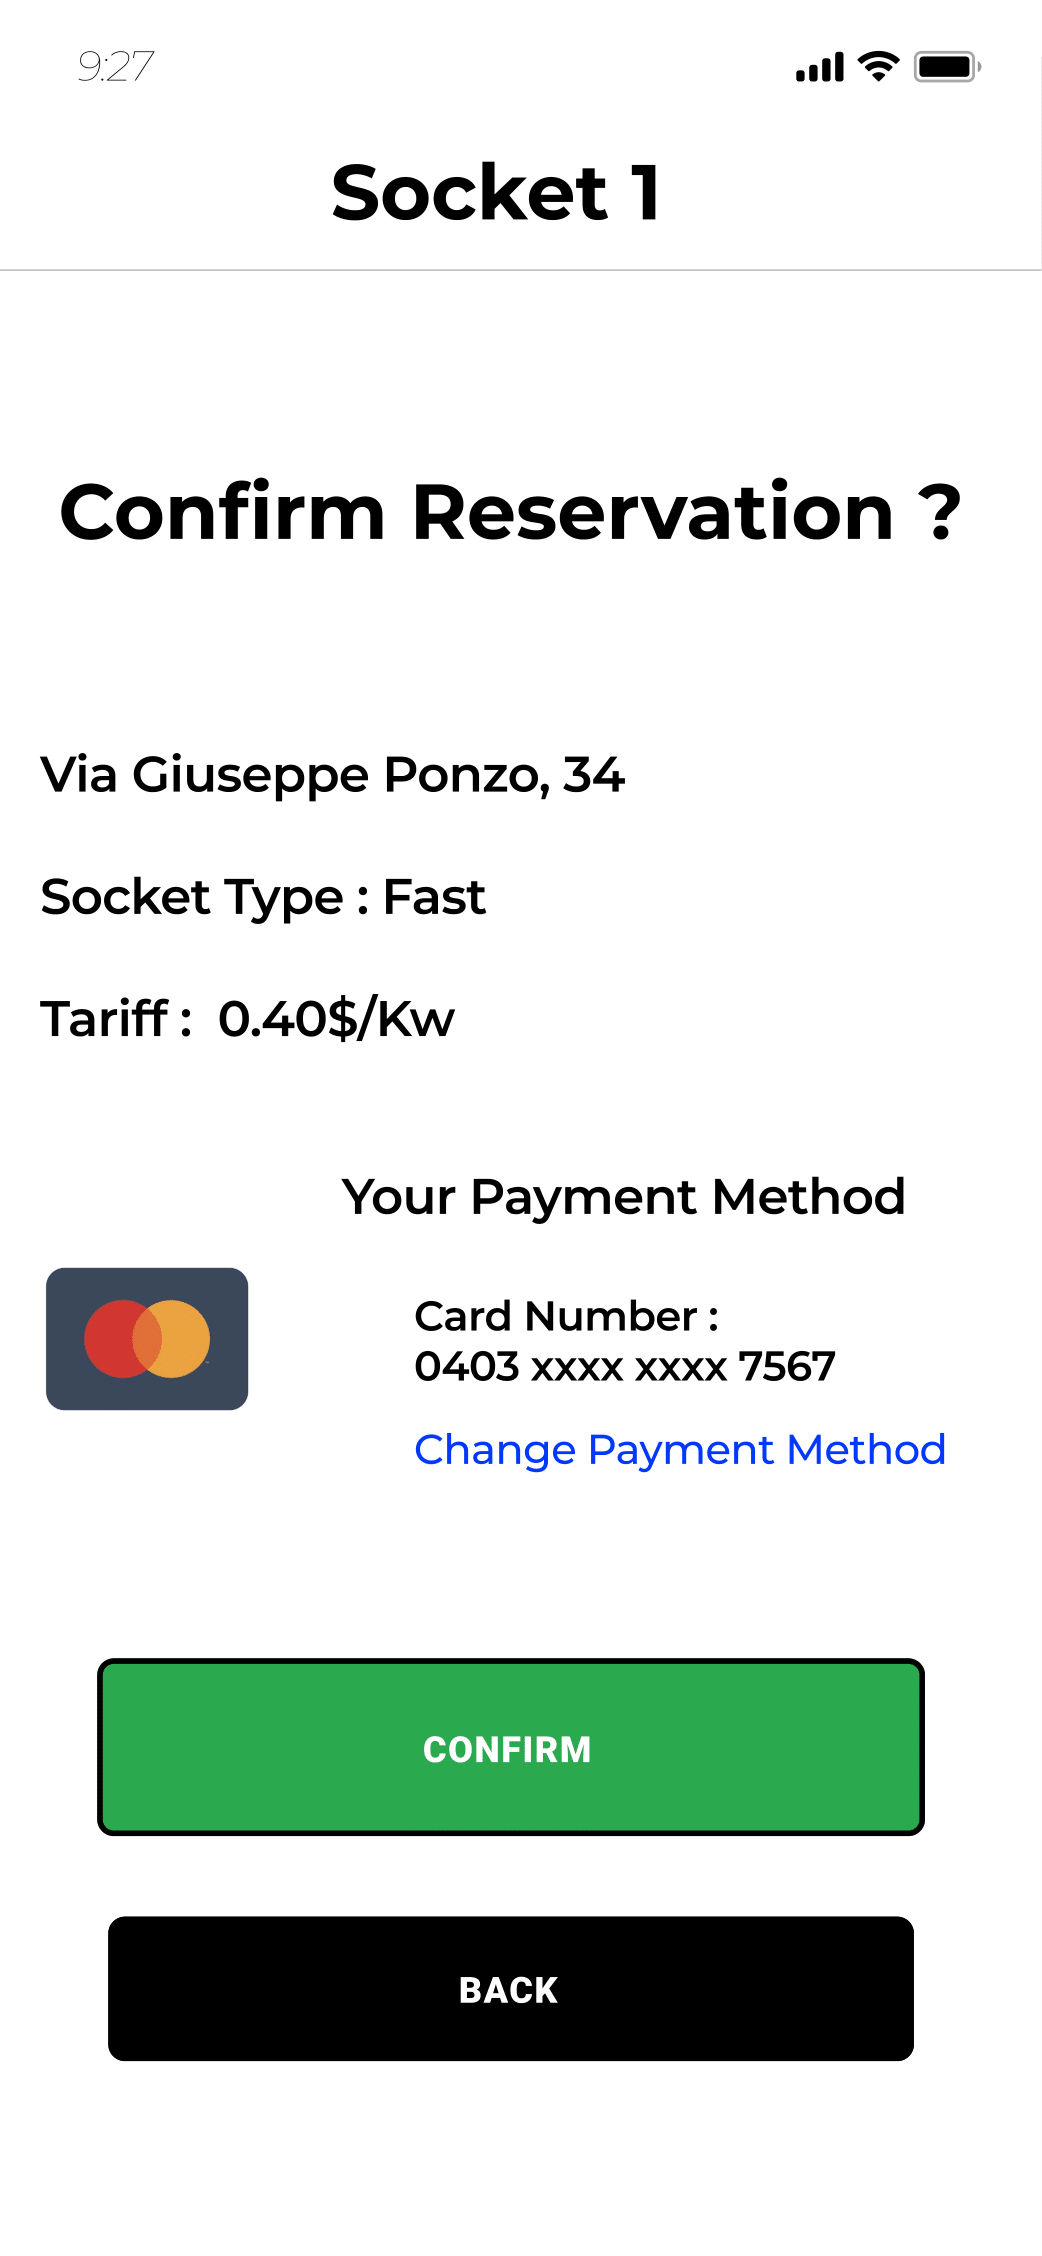 9:27
Socket 1
Confirm Reservation ?
Via Giuseppe Ponzo, 34
Socket Type : Fast
Tariff :  0.40$/Kw
Your Payment Method
Card Number :
0403 xxxx xxxx 7567
Change Payment Method
CONFIRM
BACK